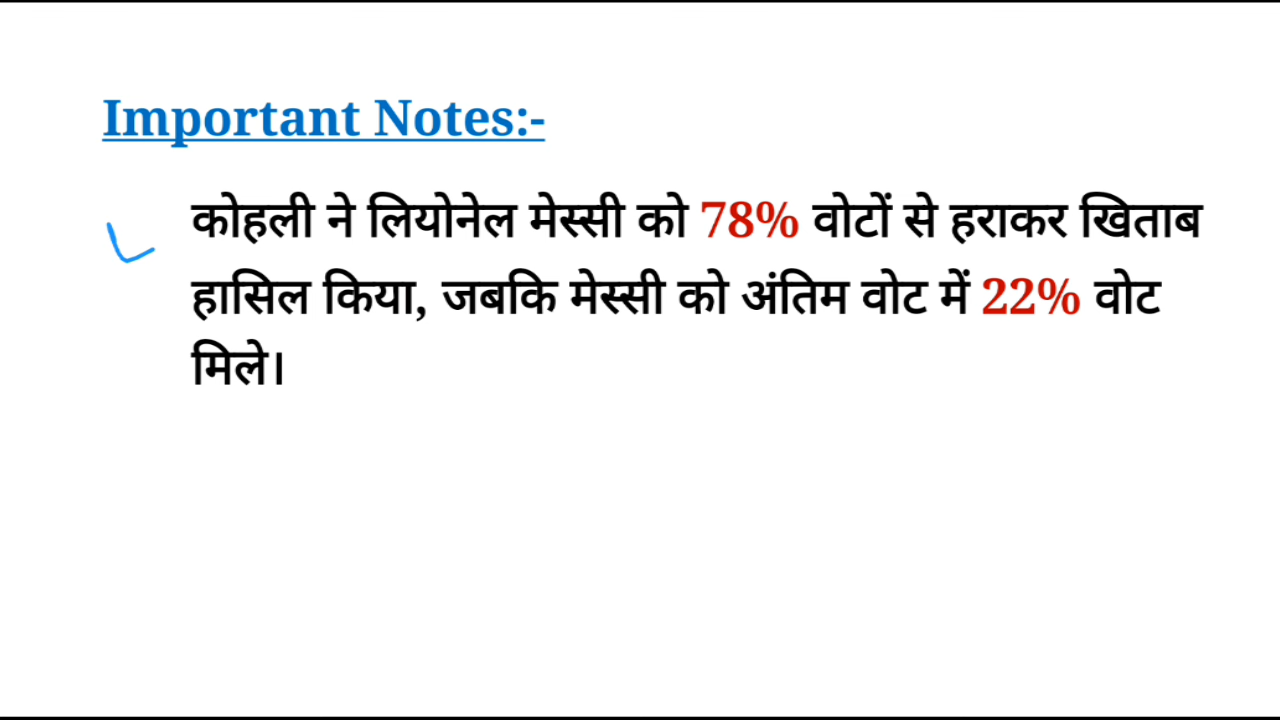 Important Notes:-
कोहली ने लियोनेल मेस्सी को 78% वोटों से हराकर खिताब
हासिल किया, जबकि मेस्सी को अंतिम वोट में 22% वोट
मिले।